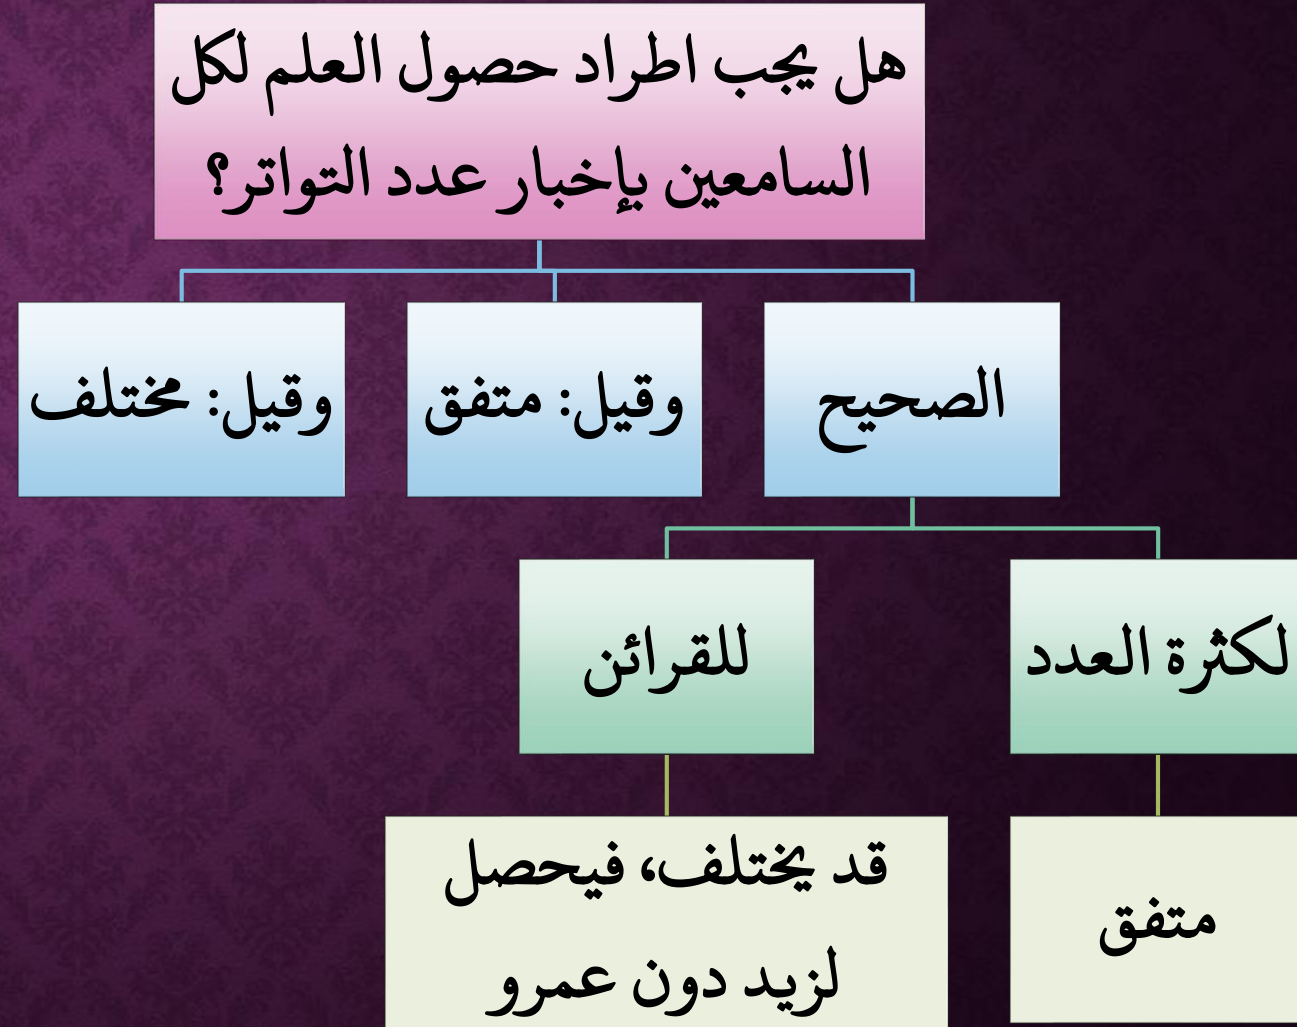 هل يجب اطراد حصول العلم لكل
السامعين بإخبار عدد التواتر؟
الصحيح
وقيل: متفق
وقيل: مختلف
لكثرة العدد
للقرائن
متفق
قد يختلف، فيحصل
لزيد دون عمرو